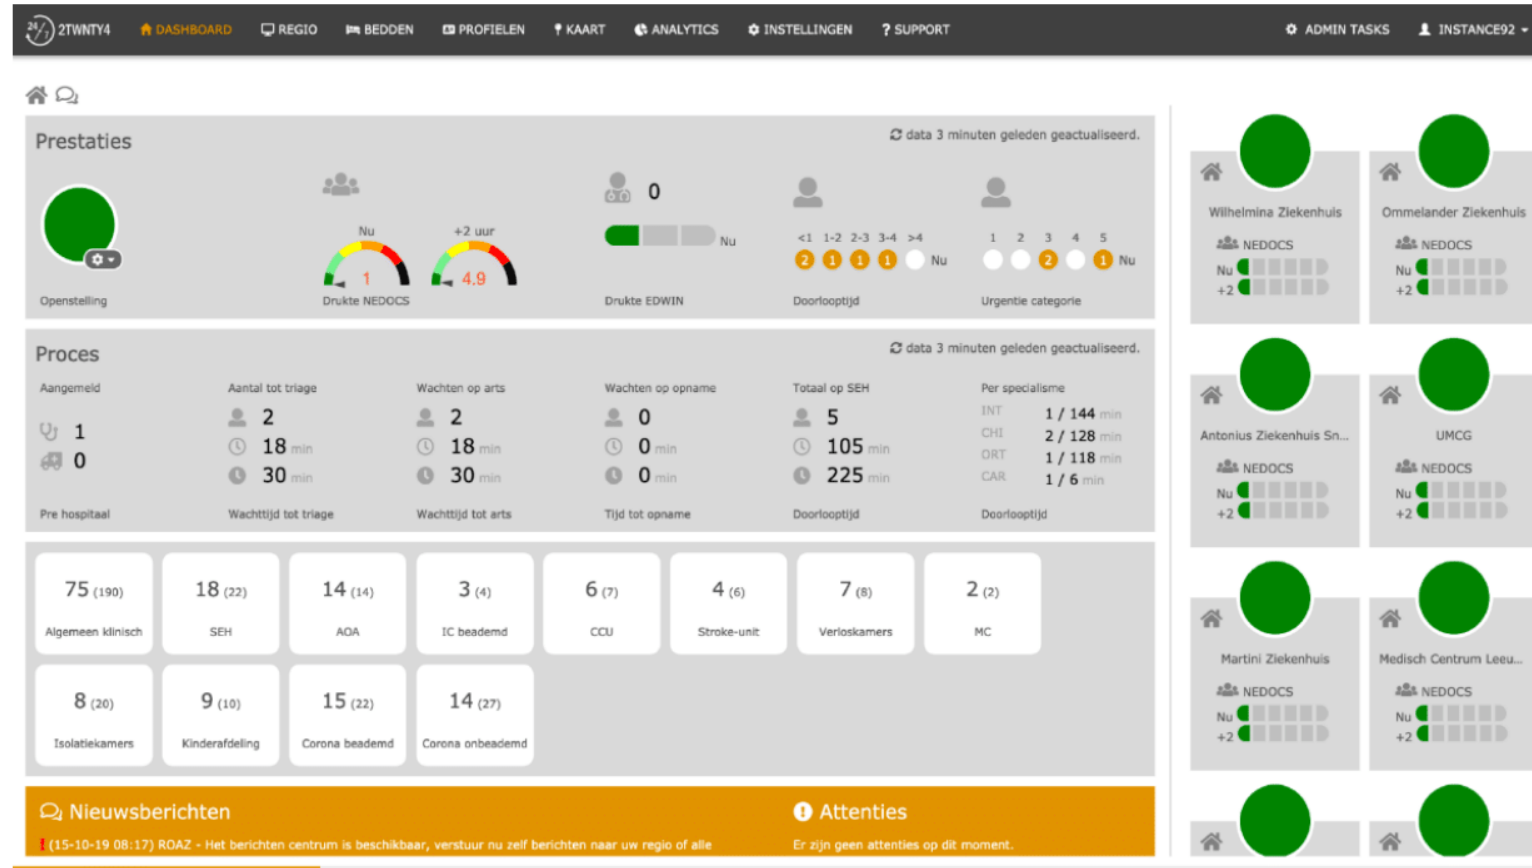 24/7 2TWNTY4 DASHBOARD REGIO BEDDEN PROFIELEN KAART ANALYTICS INSTELLINGEN ? SUPPORT ADMIN TASKS INSTANCE92
Prestaties
data 3 minuten geleden geactualiseerd.
0
Nu +2 uur
Nu
<1 1-2 2-3 3-4 >4
2 1 1 1 Nu
1 2 3 4 5
2 1 Nu
1 4.9
Openstelling Drukte NEDOCS Drukte EDWIN Doorlooptijd Urgentie categorie
Proces
data 3 minuten geleden geactualiseerd.
Aangemeld Aantal tot triage Wachten op arts Wachten op opname Totaal op SEH Per specialisme
1 2 2 0 5 INT 1 / 144 min
CHI 2 / 128 min
0 18 min 18 min 0 min 105 min ORT 1 / 118 min
30 min 30 min 0 min 225 min CAR 1 / 6 min
Pre hospitaal Wachttijd tot triage Wachttijd tot arts Tijd tot opname Doorlooptijd Doorlooptijd
75 (190) 18 (22) 14 (14) 3 (4) 6 (7) 4 (6) 7 (8) 2 (2)
Algemeen klinisch SEH AOA IC beademd CCU Stroke-unit Verloskamers MC
8 (20) 9 (10) 15 (22) 14 (27)
Isolatiekamers Kinderafdeling Corona beademd Corona onbeademd
Nieuwsberichten
! (15-10-19 08:17) ROAZ - Het berichten centrum is beschikbaar, verstuur nu zelf berichten naar uw regio of alle
! Attenties
Er zijn geen attenties op dit moment.
Wilhelmina Ziekenhuis
NEDOCS
Nu
+2
Ommelander Ziekenhuis
NEDOCS
Nu
+2
Antonius Ziekenhuis Sn...
NEDOCS
Nu
+2
UMCG
NEDOCS
Nu
+2
Martini Ziekenhuis
NEDOCS
Nu
+2
Medisch Centrum Leeu...
NEDOCS
Nu
+2